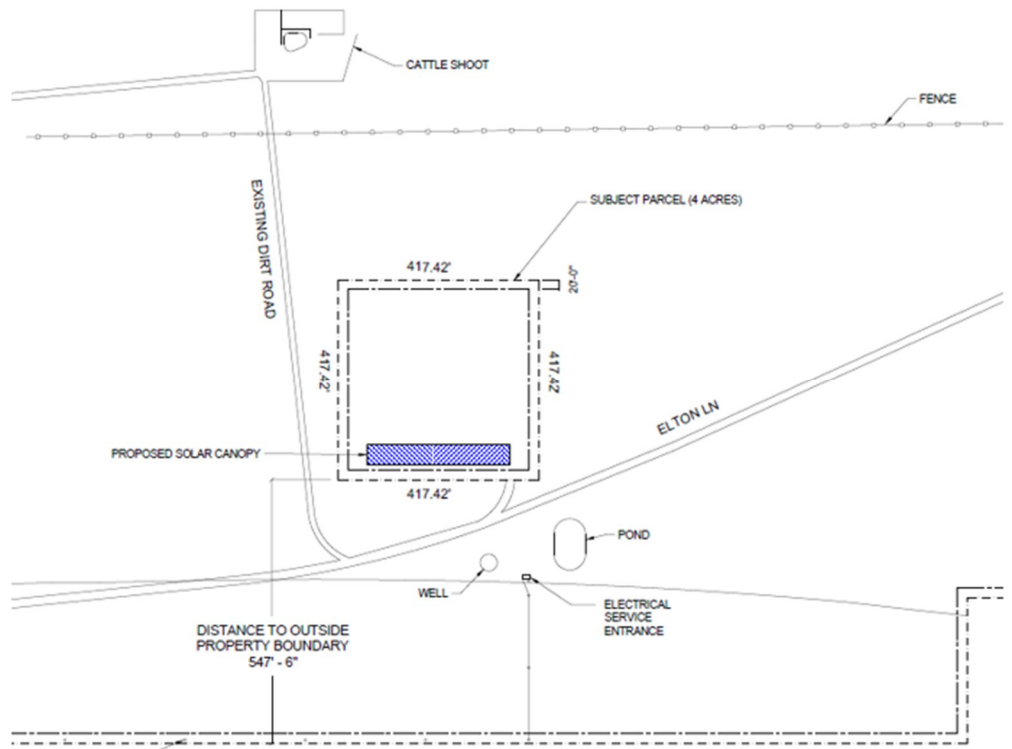 CATTLE SHOOT
FENCE
EXISTING DIRT ROAD
SUBJECT PARCEL (4 ACRES)
417.42'
20'-0"
417.42'
417.42'
ELTON LN
PROPOSED SOLAR CANOPY
417.42'
POND
WELL
ELECTRICAL
SERVICE
ENTRANCE
DISTANCE TO OUTSIDE
PROPERTY BOUNDARY
547' - 6"